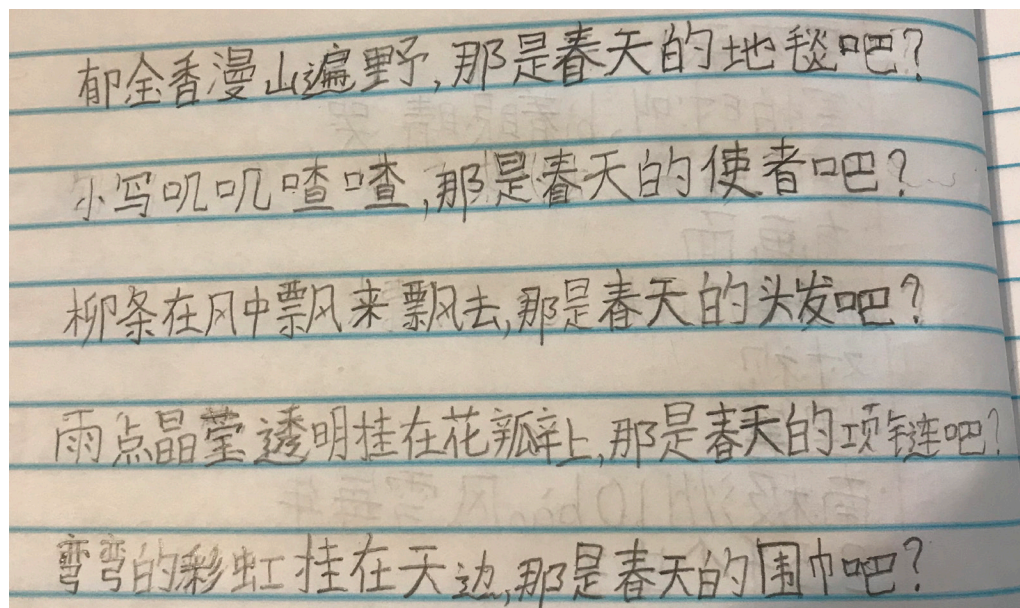 郁金香漫山遍野,那是春天的地毯吧?
小写叽叽喳喳,那是春天的使者吧?
柳条在风中飘来飘去,那是春天的头发吧?
雨点晶莹透明挂在花瓣上,那是春天的项链吧?
弯弯的彩虹挂在天边,那是春天的围巾吧?